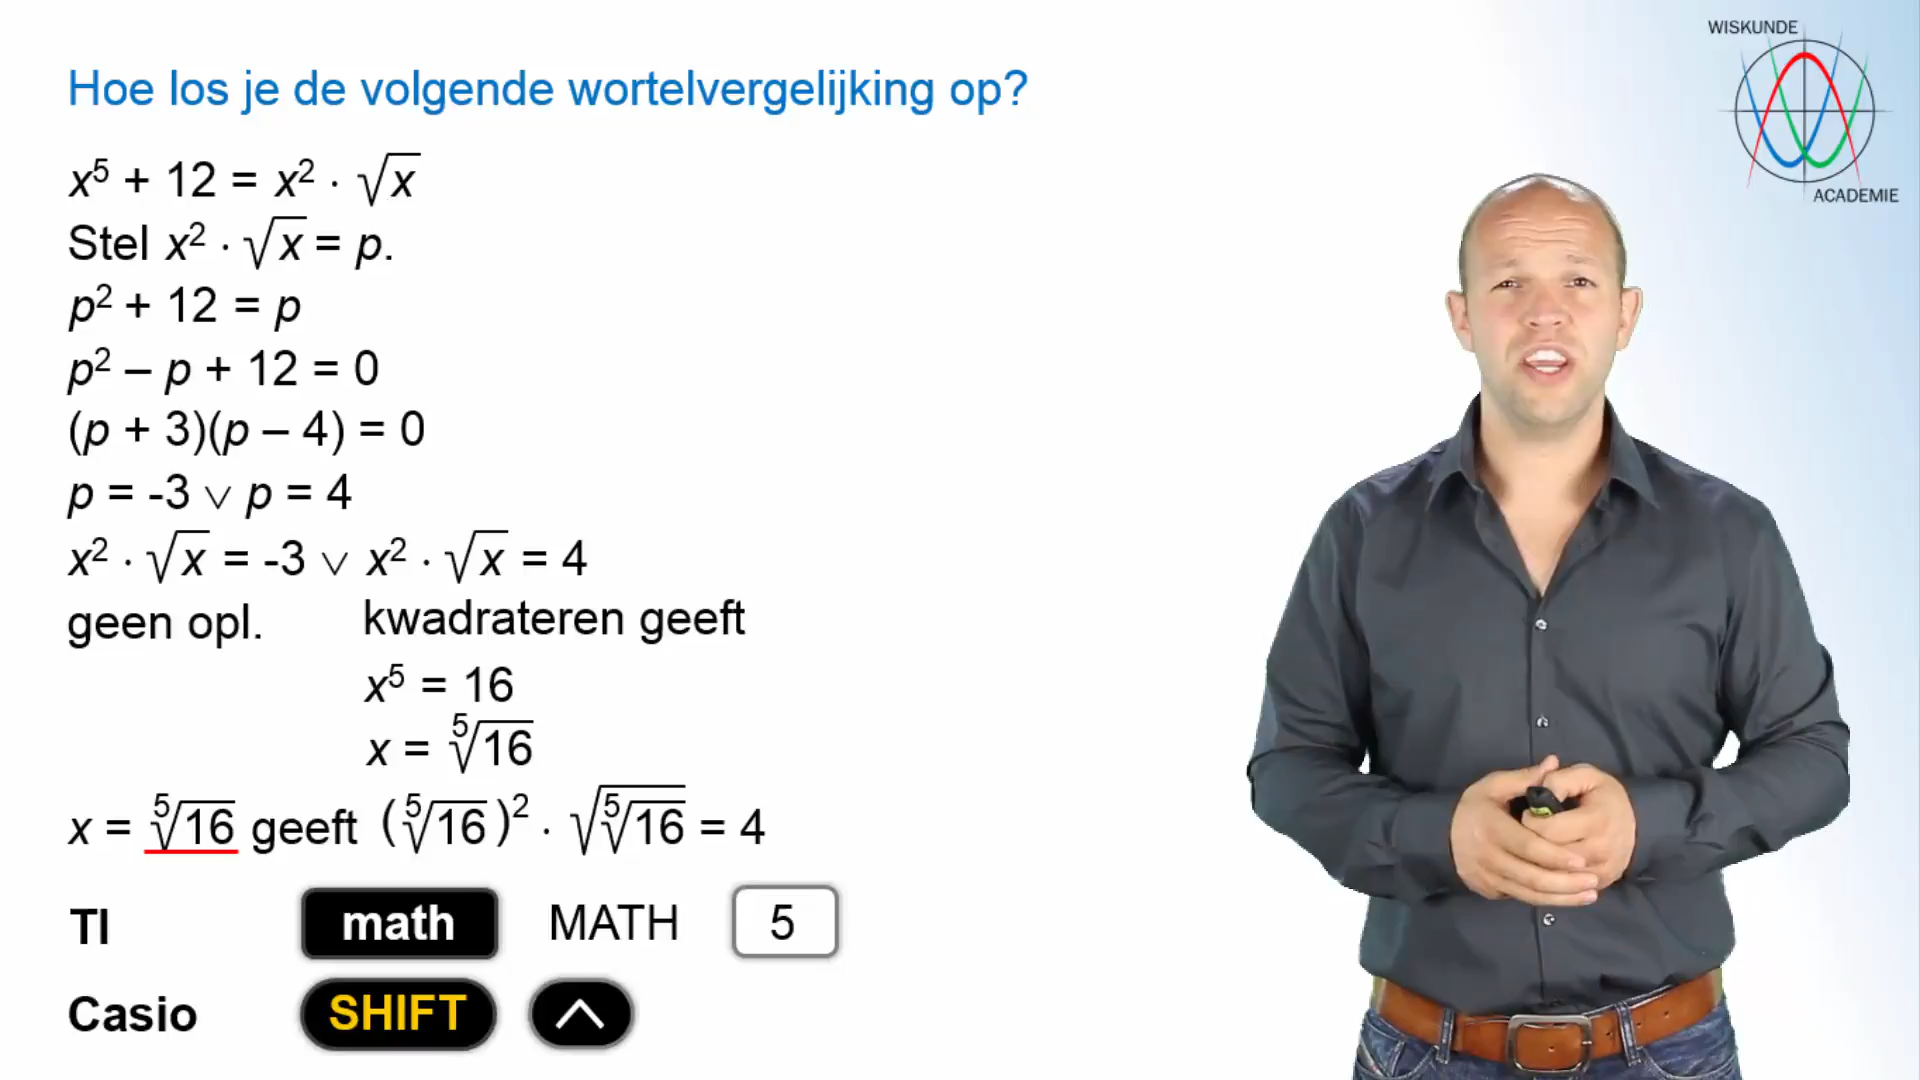 WISKUNDE
ACADEMIE
Hoe los je de volgende wortelvergelijking op?
x⁵ + 12 = x² · √x
Stel x² · √x = p.
p² + 12 = p
p² – p + 12 = 0
(p + 3)(p – 4) = 0
p = -3 ∨ p = 4
x² · √x = -3 ∨ x² · √x = 4
geen opl. kwadrateren geeft
x⁵ = 16
x = ⁵√16
x = ⁵√16 geeft (⁵√16)² · √(⁵√16) = 4
TI math MATH 5
Casio SHIFT ^